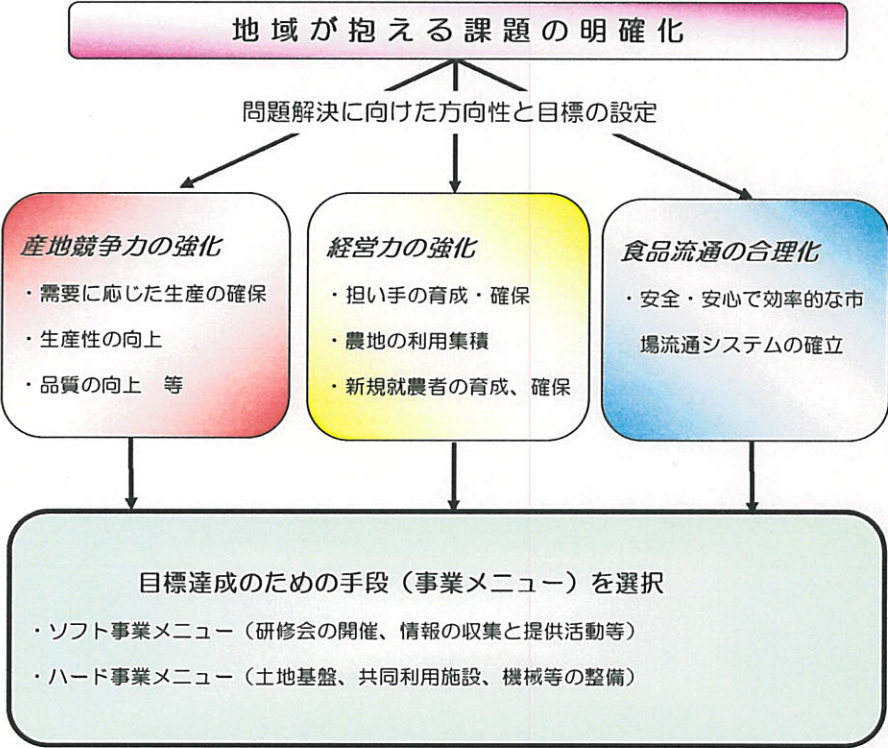 地域が抱える課題の明確化
問題解決に向けた方向性と目標の設定
産地競争力の強化
・需要に応じた生産の確保
・生産性の向上
・品質の向上　等
経営力の強化
・担い手の育成・確保
・農地の利用集積
・新規就農者の育成、確保
食品流通の合理化
・安全・安心で効率的な市
場流通システムの確立
目標達成のための手段（事業メニュー）を選択
・ソフト事業メニュー（研修会の開催、情報の収集と提供活動等）
・ハード事業メニュー（土地基盤、共同利用施設、機械等の整備）